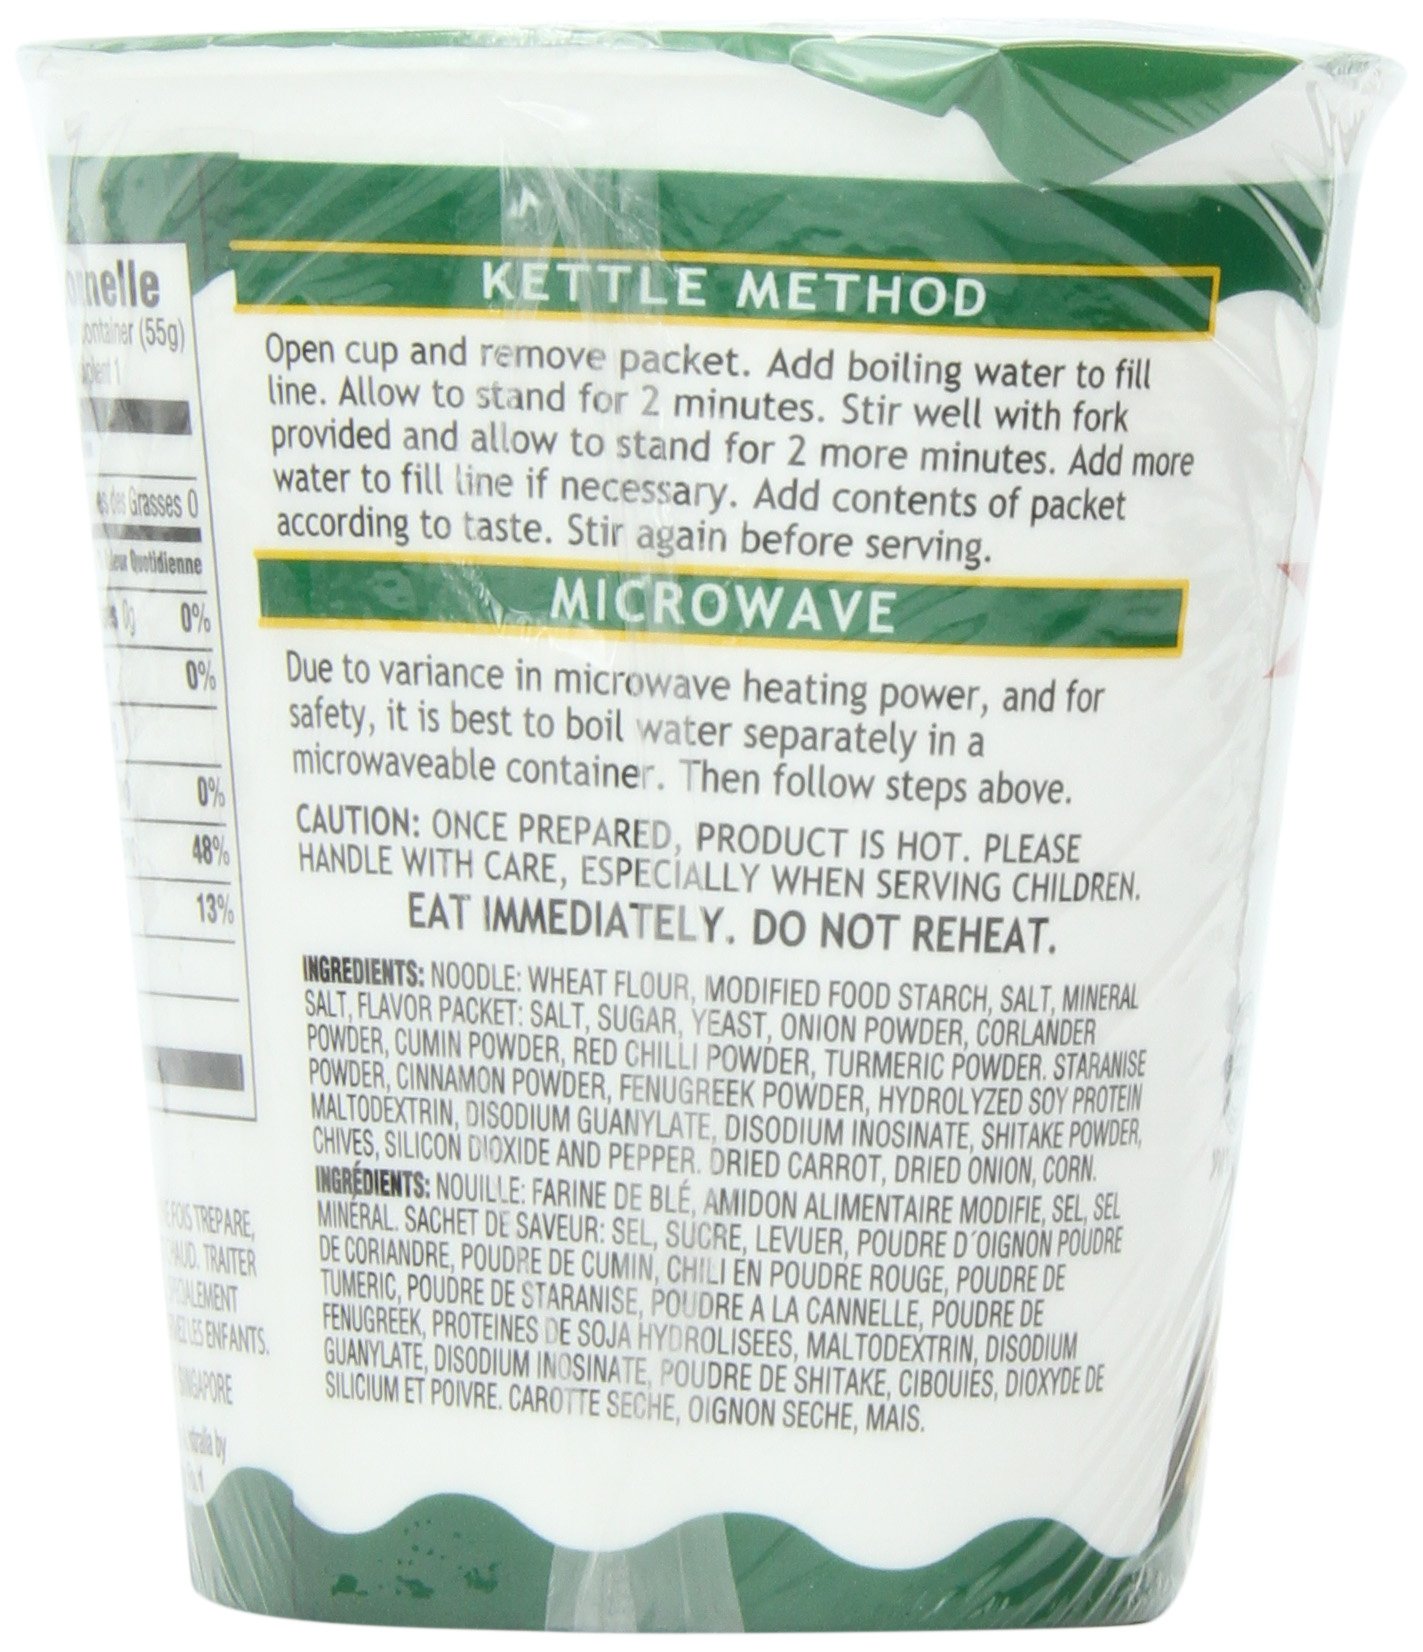 KETTLE METHOD
Open cup and remove packet. Add boiling water to fill
line. Allow to stand for 2 minutes. Stir well with fork
provided and allow to stand for 2 more minutes. Add more
water to fill line if necessary. Add contents of packet
according to taste. Stir again before serving.
MICROWAVE
Due to variance in microwave heating power, and for
safety, it is best to boil water separately in a
microwaveable container. Then follow steps above.
CAUTION: ONCE PREPARED, PRODUCT IS HOT. PLEASE
HANDLE WITH CARE, ESPECIALLY WHEN SERVING CHILDREN.
EAT IMMEDIATELY. DO NOT REHEAT.
INGREDIENTS: NOODLE: WHEAT FLOUR, MODIFIED FOOD STARCH, SALT, MINERAL
SALT, FLAVOR PACKET: SALT, SUGAR, YEAST, ONION POWDER, CORLANDER
POWDER, CUMIN POWDER, RED CHILLI POWDER, TURMERIC POWDER. STARANISE
POWDER, CINNAMON POWDER, FENUGREEK POWDER, HYDROLYZED SOY PROTEIN
MALTODEXTRIN, DISODIUM GUANYLATE, DISODIUM INOSINATE, SHITAKE POWDER,
CHIVES, SILICON DIOXIDE AND PEPPER. DRIED CARROT, DRIED ONION, CORN.
INGRÉDIENTS: NOUILLE: FARINE DE BLÉ, AMIDON ALIMENTAIRE MODIFIE, SEL, SEL
MINÉRAL. SACHET DE SAVEUR: SEL, SUCRE, LEVUER, POUDRE D´OIGNON POUDRE
DE CORIANDRE, POUDRE DE CUMIN, CHILI EN POUDRE ROUGE, POUDRE DE
TUMERIC, POUDRE DE STARANISE, POUDRE A LA CANNELLE, POUDRE DE
FENUGREEK, PROTEINES DE SOJA HYDROLISEES, MALTODEXTRIN, DISODIUM
GUANYLATE, DISODIUM INOSINATE, POUDRE DE SHITAKE, CIBOUIES, DIOXYDE DE
SILICIUM ET POIVRE. CAROTTE SECHE, OIGNON SECHE, MAIS.
nelle
(55g)
1
des Grasses 0
Quotidienne
0g 0%
0%
0%
48%
13%
FOIS TREPARE,
TRAITER
LES ENFANTS.
SINGAPORE
by